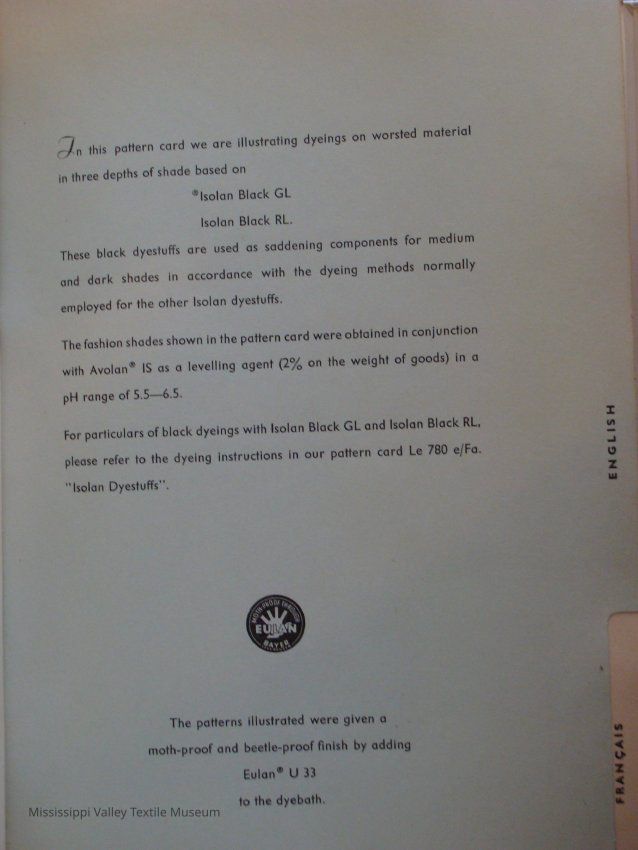 In this pattern card we are illustrating dyeings on worsted material
in three depths of shade based on
®Isolan Black GL
Isolan Black RL.
These black dyestuffs are used as saddening components for medium
and dark shades in accordance with the dyeing methods normally
employed for the other Isolan dyestuffs.
The fashion shades shown in the pattern card were obtained in conjunction
with Avolan® IS as a levelling agent (2% on the weight of goods) in a
pH range of 5.5—6.5.
For particulars of black dyeings with Isolan Black GL and Isolan Black RL,
please refer to the dyeing instructions in our pattern card Le 780 e/Fa.
"Isolan Dyestuffs".
ENGLISH
MOTH-PROOF THROUGH
EULAN
BAYER
The patterns illustrated were given a
moth-proof and beetle-proof finish by adding
Eulan® U 33
to the dyebath.
FRANÇAIS
Mississippi Valley Textile Museum